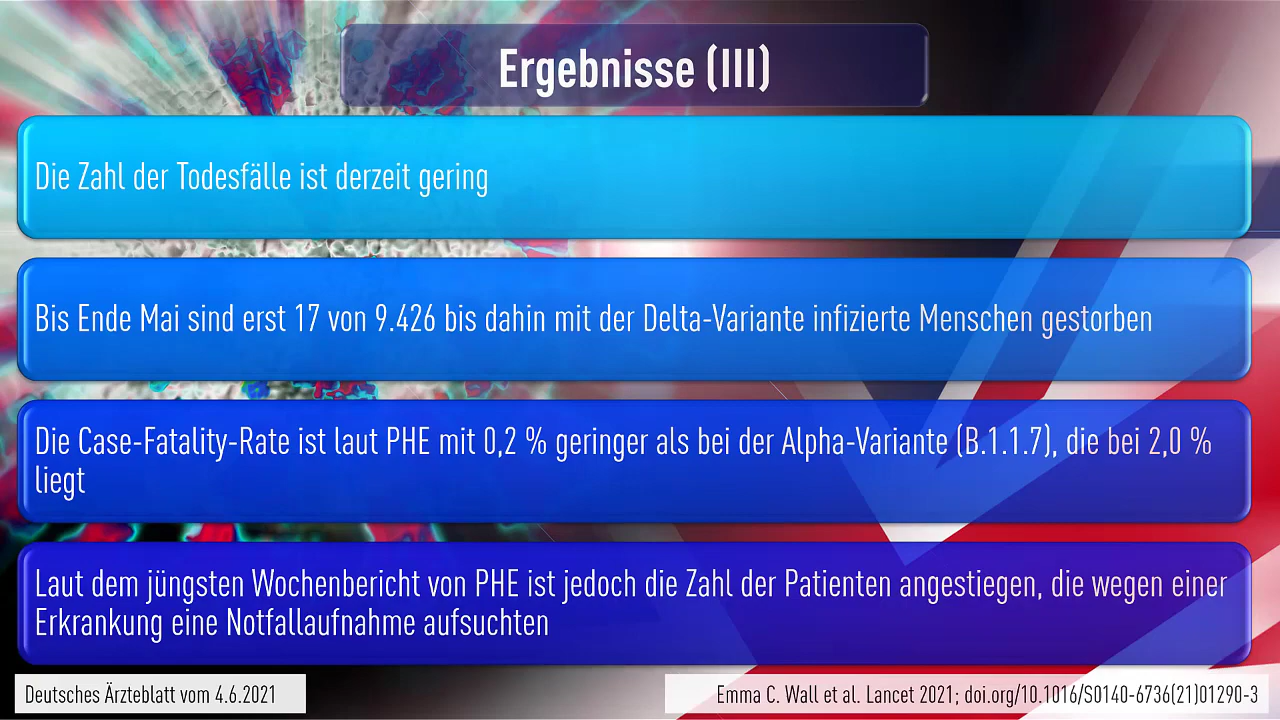 Ergebnisse (III)
Die Zahl der Todesfälle ist derzeit gering
Bis Ende Mai sind erst 17 von 9.426 bis dahin mit der Delta-Variante infizierte Menschen gestorben
Die Case-Fatality-Rate ist laut PHE mit 0,2 % geringer als bei der Alpha-Variante (B.1.1.7), die bei 2,0 %
liegt
Laut dem jüngsten Wochenbericht von PHE ist jedoch die Zahl der Patienten angestiegen, die wegen einer
Erkrankung eine Notfallaufnahme aufsuchten
Deutsches Ärzteblatt vom 4.6.2021
Emma C. Wall et al. Lancet 2021; doi.org/10.1016/S0140-6736(21)01290-3